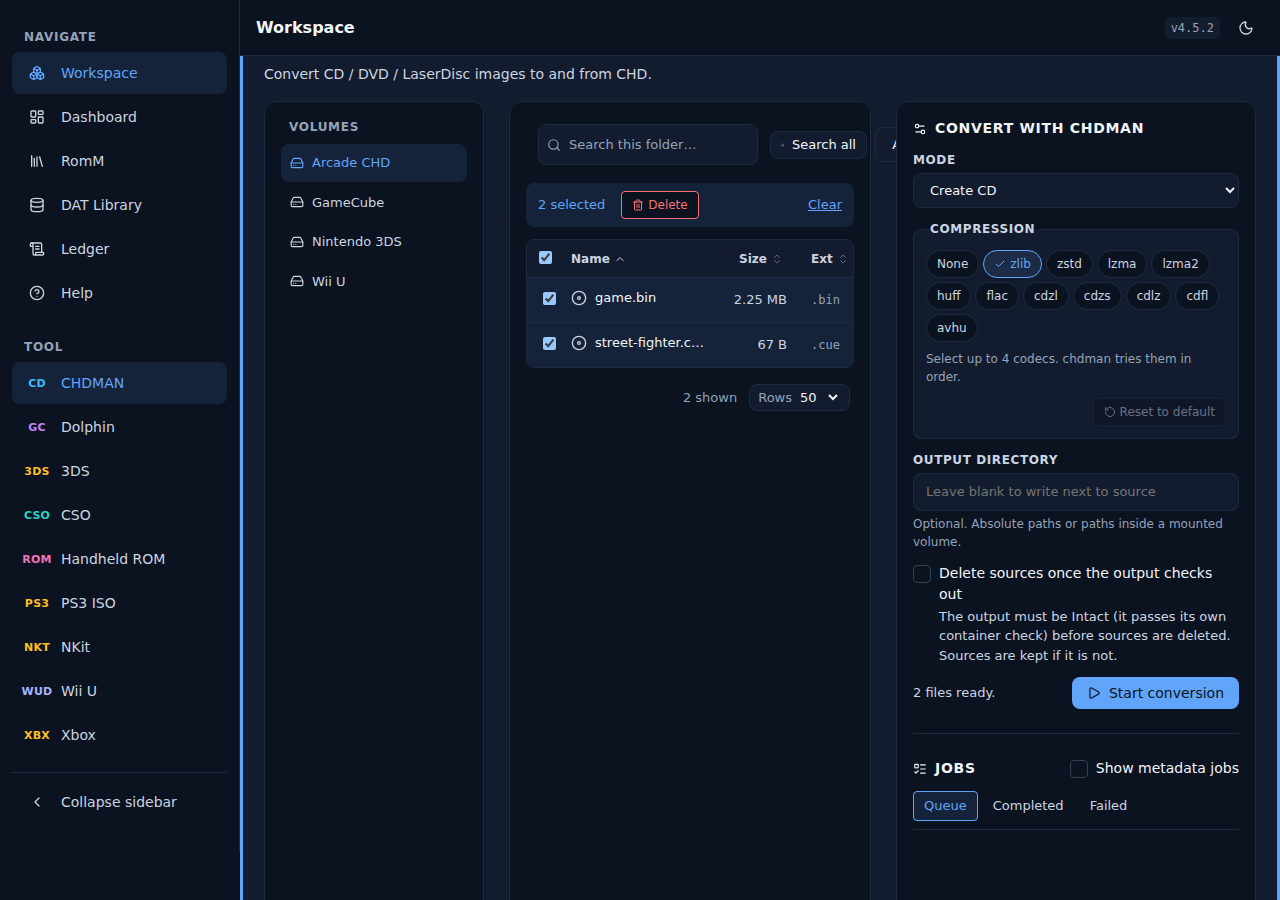 NAVIGATE
Workspace
Dashboard
RomM
DAT Library
Ledger
Help
TOOL
CD CHDMAN
GC Dolphin
3DS 3DS
CSO CSO
ROM Handheld ROM
PS3 PS3 ISO
NKT NKit
WUD Wii U
XBX Xbox
Collapse sidebar
Workspace
v4.5.2
Convert CD / DVD / LaserDisc images to and from CHD.
VOLUMES
Arcade CHD
GameCube
Nintendo 3DS
Wii U
Search this folder…
Search all
2 selected Delete Clear
Name Size Ext
game.bin 2.25 MB .bin
street-fighter.c… 67 B .cue
2 shown Rows 50
CONVERT WITH CHDMAN
MODE
Create CD
COMPRESSION
None zlib zstd lzma lzma2
huff flac cdzl cdzs cdlz cdfl
avhu
Select up to 4 codecs. chdman tries them in
order.
Reset to default
OUTPUT DIRECTORY
Leave blank to write next to source
Optional. Absolute paths or paths inside a mounted
volume.
Delete sources once the output checks
out
The output must be Intact (it passes its own
container check) before sources are deleted.
Sources are kept if it is not.
2 files ready. Start conversion
JOBS Show metadata jobs
Queue Completed Failed